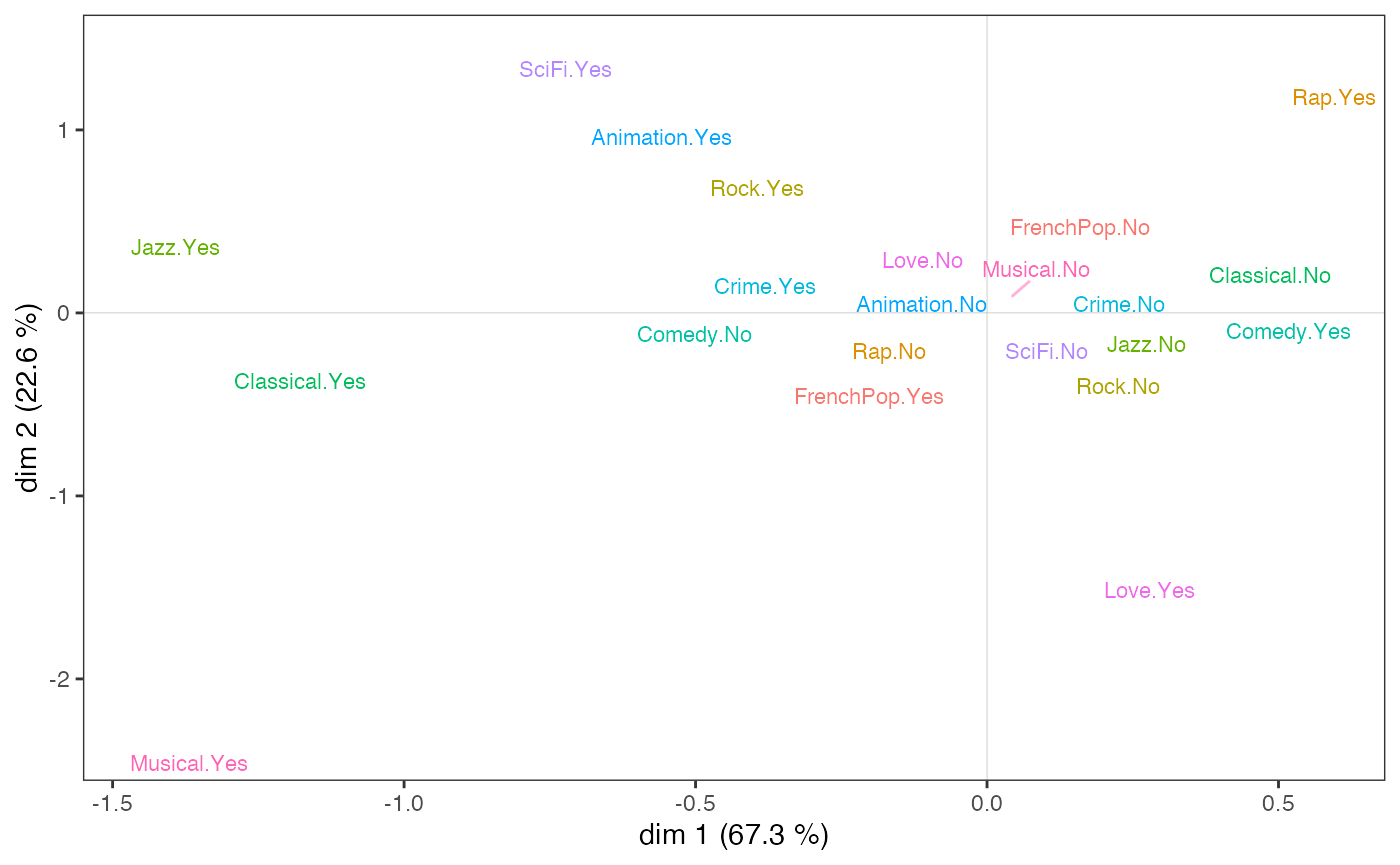 SciFi.Yes
Rap.Yes
1
Animation.Yes
Rock.Yes
FrenchPop.No
Jazz.Yes
Love.No
Musical.No
Classical.No
Crime.Yes
Animation.No
Crime.No
0
Comedy.No
Comedy.Yes
Rap.No
SciFi.No
Jazz.No
Classical.Yes
Rock.No
FrenchPop.Yes
dim 2 (22.6 %)
-1
Love.Yes
-2
Musical.Yes
-1.5
-1.0
-0.5
0.0
0.5
dim 1 (67.3 %)